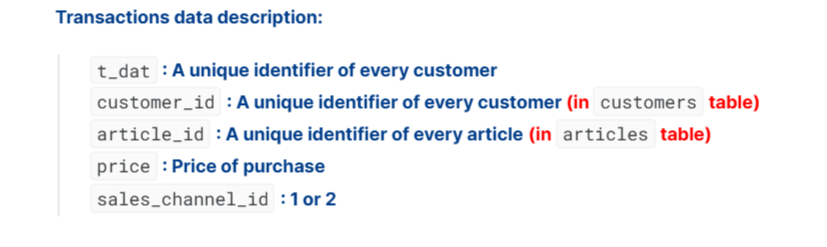 Transactions data description:
t_dat : A unique identifier of every customer
customer_id : A unique identifier of every customer (in customers table)
article_id : A unique identifier of every article (in articles table)
price : Price of purchase
sales_channel_id : 1 or 2